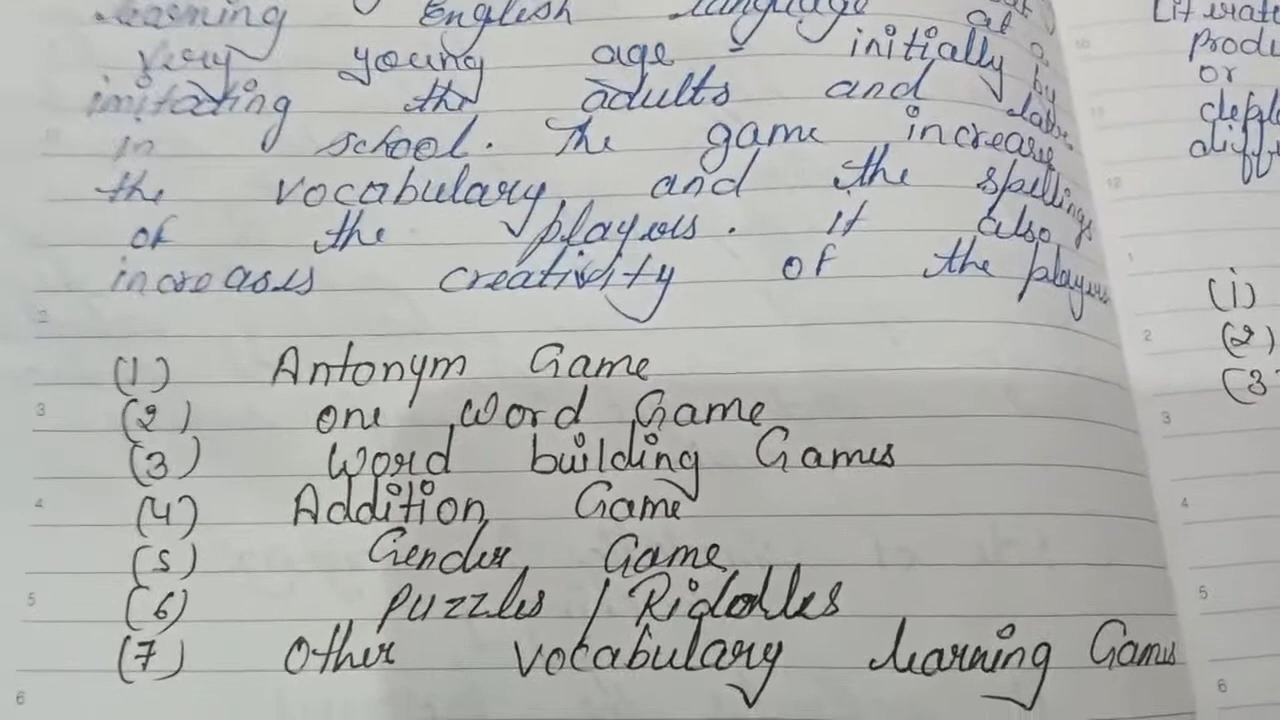 learning English language at a
very young age - initially by
imitating the adults and later
in school. The game increase
the vocabulary and the spellings
of the players. it also
increases creativity of the players
(1) Antonym Game
(2) one word Game
(3) Word building Games
(4) Addition Game
(5) Gender Game
(6) puzzles / Riddles
(7) Other vocabulary learning Games
produ
or
(i)
(2)
(3)